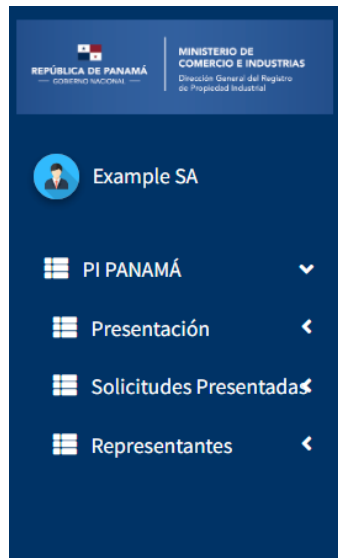 REPÚBLICA DE PANAMÁ
— GOBIERNO NACIONAL —
MINISTERIO DE
COMERCIO E INDUSTRIAS
Dirección General del Registro
de Propiedad Industrial
Example SA
PI PANAMÁ
Presentación
Solicitudes Presentadas
Representantes